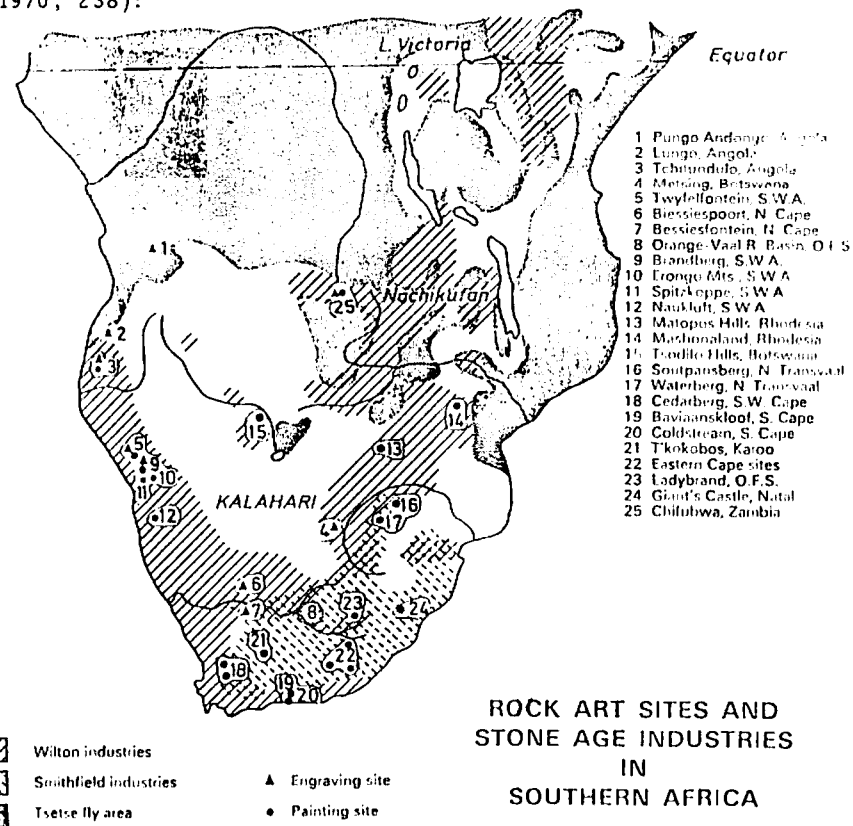 1970, 238):
L. Victoria
Equator
1 Pungo Andongo, Angola
2 Lungo, Angola
3 Tchitundulo, Angola
4 Metsing, Botswana
5 Twyfelfontein, S.W.A.
6 Biessiespoort, N. Cape
7 Bessiesfontein, N. Cape
8 Orange-Vaal R. Basin, O.F.S
9 Brandberg, S.W.A.
10 Erongo Mts., S.W.A
11 Spitzkoppe, S.W.A
12 Naukluft, S.W.A
13 Matopos Hills, Rhodesia
14 Mashonaland, Rhodesia
15 Tsodilo Hills, Botswana
16 Soutpansberg, N. Transvaal
17 Waterberg, N. Transvaal
18 Cedarberg, S.W. Cape
19 Baviaanskloof, S. Cape
20 Coldstream, S. Cape
21 T'kokobos, Karoo
22 Eastern Cape sites
23 Ladybrand, O.F.S.
24 Giant's Castle, Natal
25 Chifubwa, Zambia
1
25
Nachikufan
2
3
15
14
13
5
9
10
11
KALAHARI
16
17
4
12
6
7
8
23
24
21
22
18
19
20
ROCK ART SITES AND
STONE AGE INDUSTRIES
IN
SOUTHERN AFRICA
Wilton industries
Smithfield industries
Engraving site
Tsetse fly area
Painting site